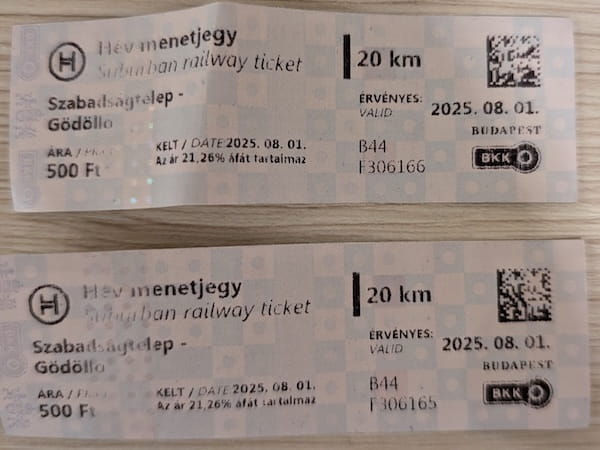 Hév menetjegy
Suburban railway ticket
20 km
Szabadságtelep -
Gödöllo
ÉRVÉNYES: 2025. 08. 01.
VALID
BUDAPEST
ÁRA /
500 Ft
KELT / DATE 2025. 08. 01.
Az ár 21,26% áfát tartalmaz
B44
F306166
BKK
Hév menetjegy
Suburban railway ticket
20 km
Szabadságtelep -
Gödöllo
ÉRVÉNYES: 2025. 08. 01.
VALID
BUDAPEST
ÁRA /
500 Ft
KELT / DATE 2025. 08. 01.
Az ár 21,26% áfát tartalmaz
B44
F306165
BKK